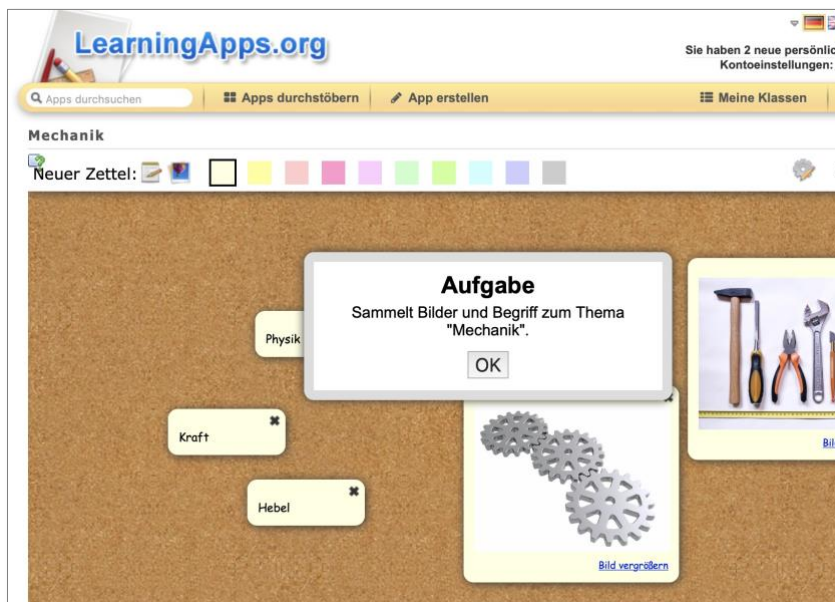 LearningApps.org
Sie haben 2 neue persönlic
Kontoeinstellungen:
Apps durchsuchen
Apps durchstöbern
App erstellen
Meine Klassen
Mechanik
Neuer Zettel:
Aufgabe
Sammelt Bilder und Begriff zum Thema
"Mechanik".
OK
Physik
Kraft
Hebel
Bild vergrößern
Bil